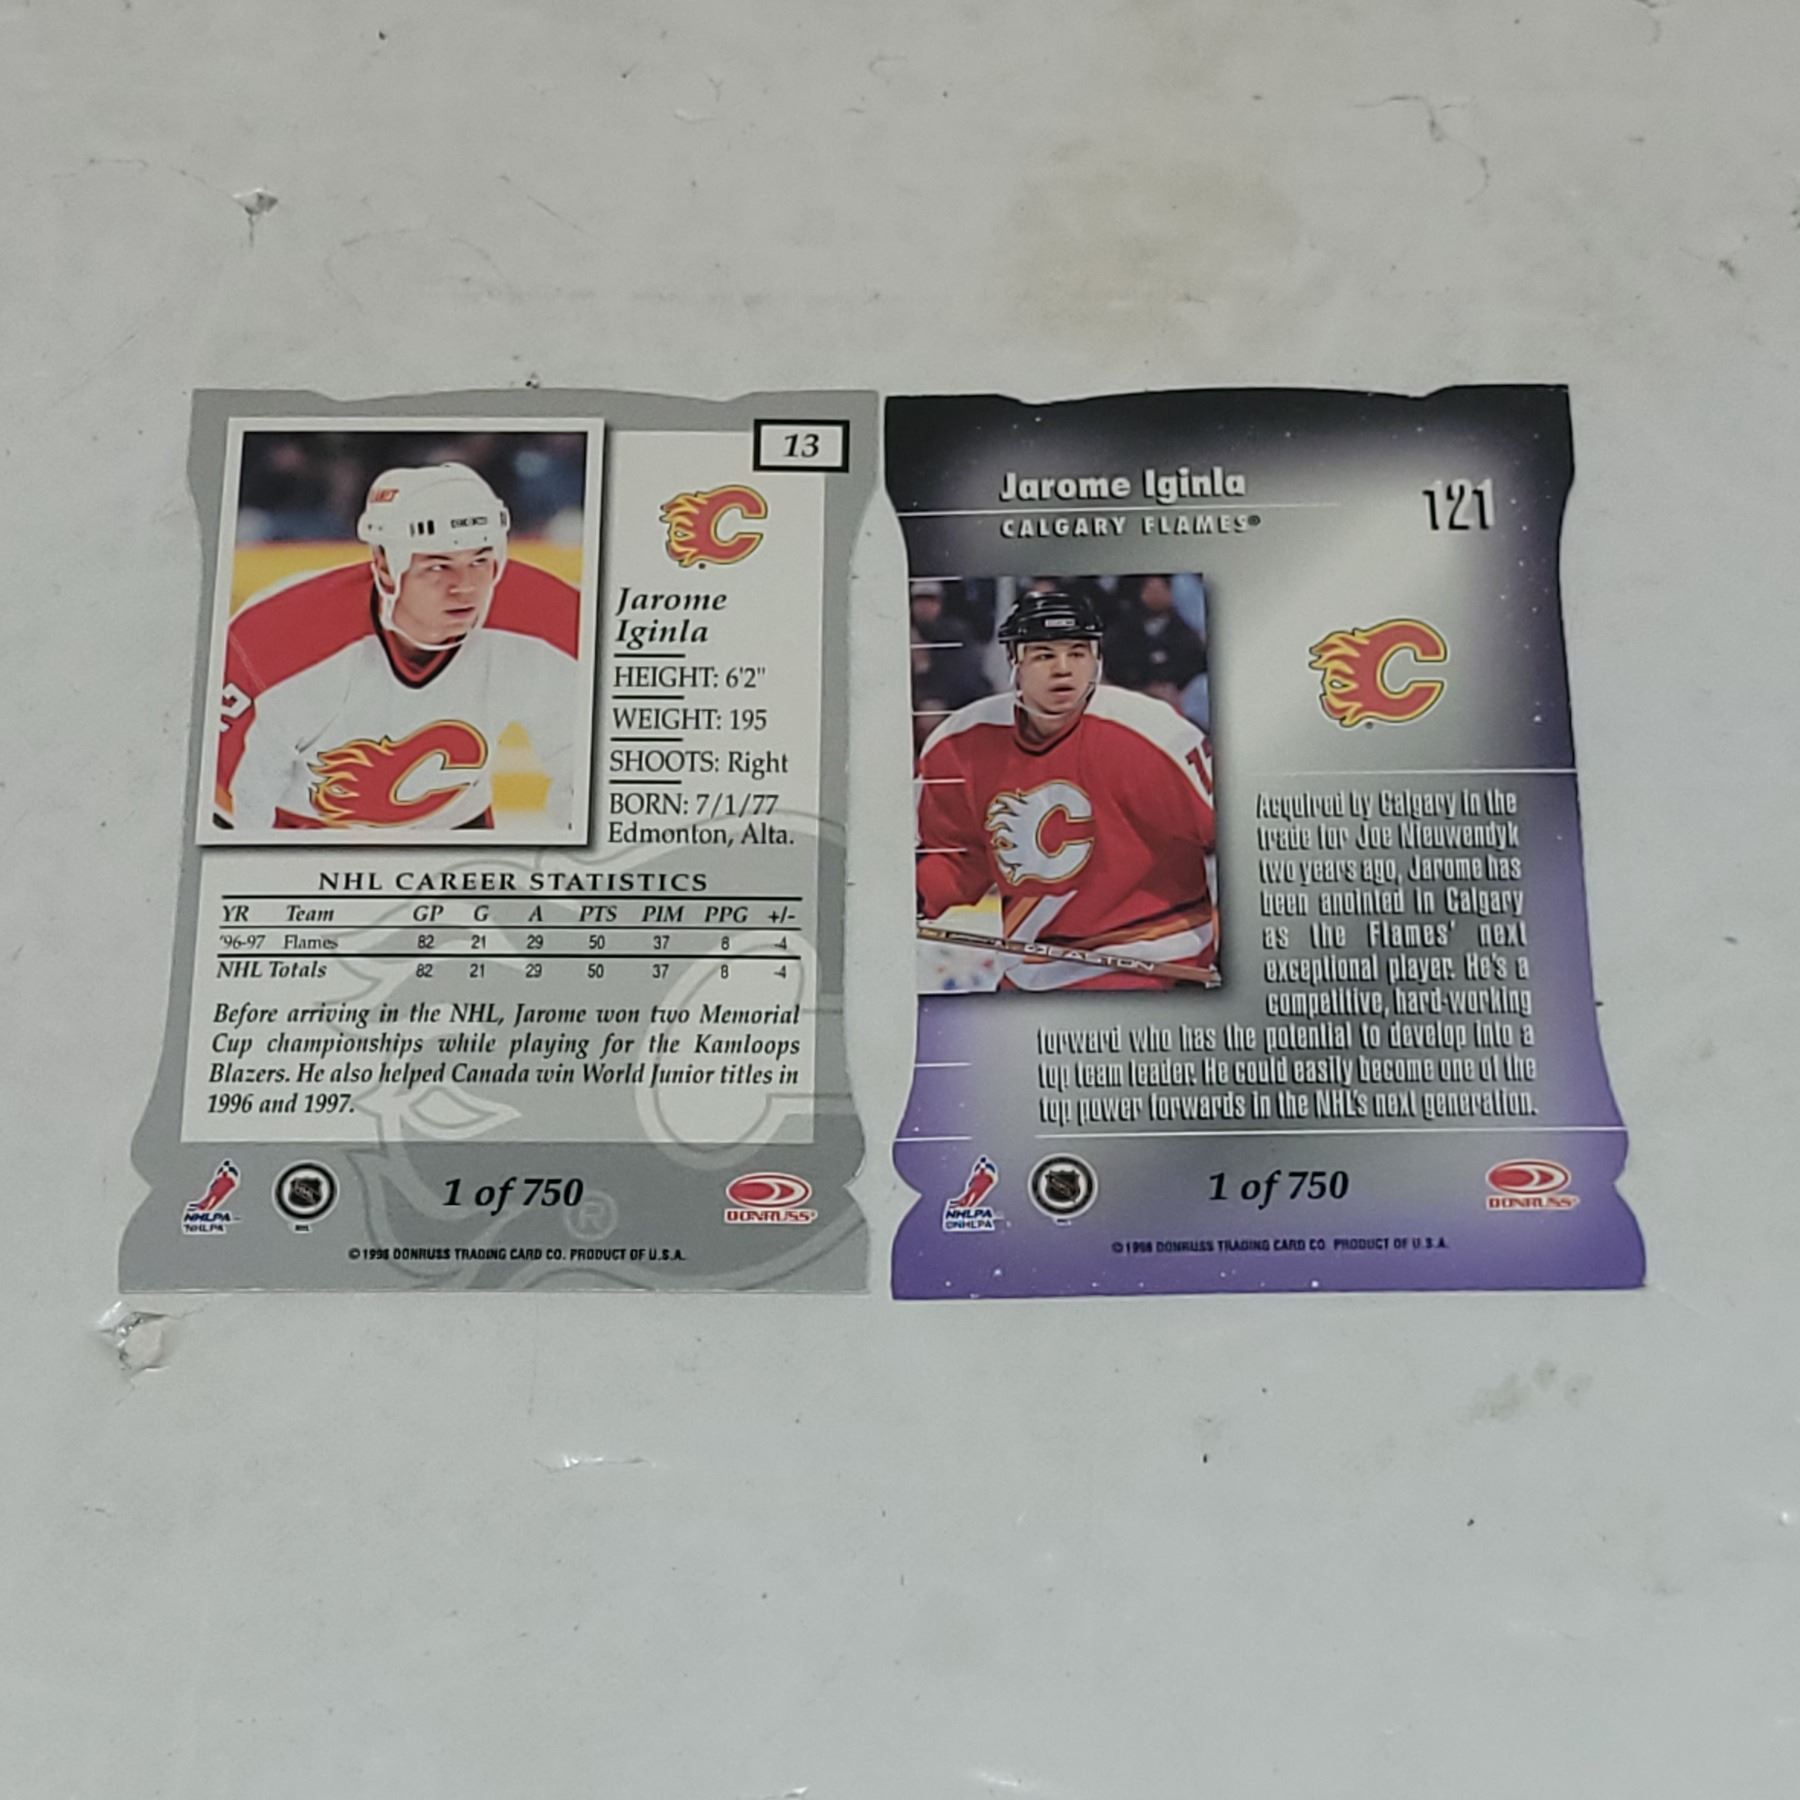 13
Jarome
Iginla
HEIGHT: 6'2"
WEIGHT: 195
SHOOTS: Right
BORN: 7/1/77
Edmonton, Alta.
NHL CAREER STATISTICS
YR Team GP G A PTS PIM PPG +/-
'96-97 Flames 82 21 29 50 37 8 -4
NHL Totals 82 21 29 50 37 8 -4
Before arriving in the NHL, Jarome won two Memorial
Cup championships while playing for the Kamloops
Blazers. He also helped Canada win World Junior titles in
1996 and 1997.
NHLPA
1 of 750
®
DONRUSS
©1998 DONRUSS TRADING CARD CO. PRODUCT OF U.S.A.
Jarome Iginla
CALGARY FLAMES®
121
EASTON
Acquired by Calgary in the
trade for Joe Nieuwendyk
two years ago, Jarome has
been anointed in Calgary
as the Flames' next
exceptional player. He's a
competitive, hard-working
forward who has the potential to develop into a
top team leader. He could easily become one of the
top power forwards in the NHL's next generation.
NHLPA
1 of 750
DONRUSS
©1998 DONRUSS TRADING CARD CO. PRODUCT OF U.S.A.